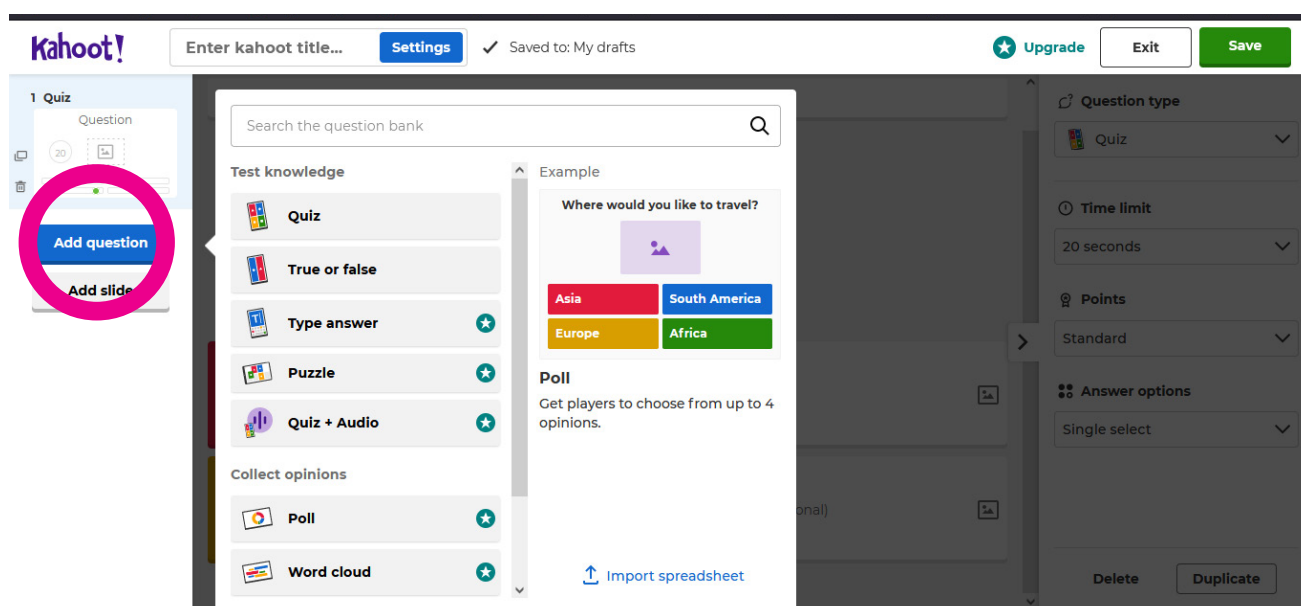 Kahoot!
Enter kahoot title...
Settings
Saved to: My drafts
Upgrade
Exit
Save
1 Quiz
Question
20
Add question
Add slide
Search the question bank
Test knowledge
Quiz
True or false
Type answer
Puzzle
Quiz + Audio
Collect opinions
Poll
Word cloud
Example
Where would you like to travel?
Asia
South America
Europe
Africa
Poll
Get players to choose from up to 4
opinions.
Import spreadsheet
onal)
Question type
Quiz
Time limit
20 seconds
Points
Standard
Answer options
Single select
Delete
Duplicate